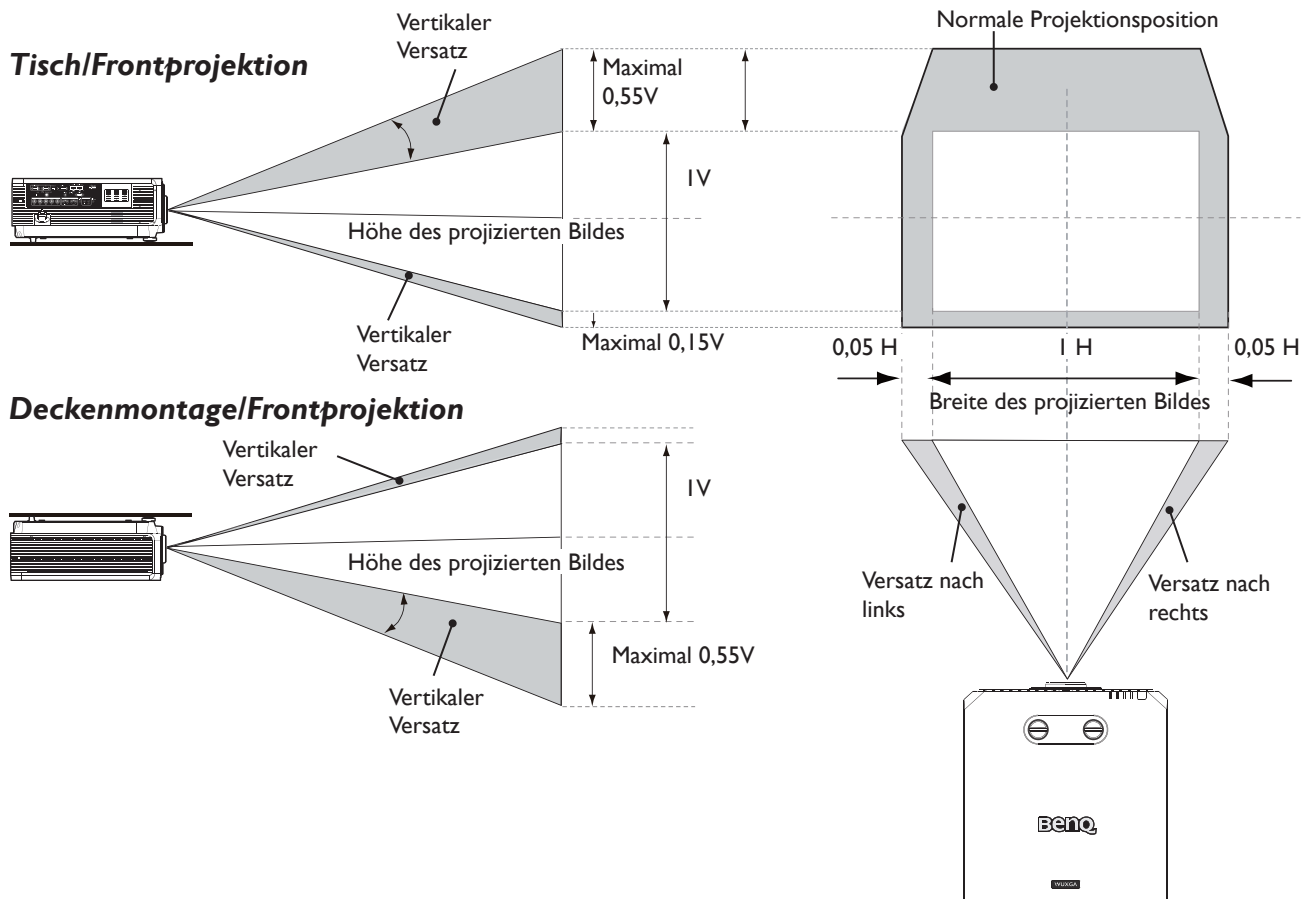 Tisch/Frontprojektion
Vertikaler
Versatz
Maximal
0,55V
1V
Höhe des projizierten Bildes
Vertikaler
Versatz
Maximal 0,15V
Normale Projektionsposition
0,05 H
1 H
0,05 H
Breite des projizierten Bildes
Deckenmontage/Frontprojektion
Vertikaler
Versatz
1V
Höhe des projizierten Bildes
Vertikaler
Versatz
Maximal 0,55V
Versatz nach
links
Versatz nach
rechts
BenQ
WUXGA